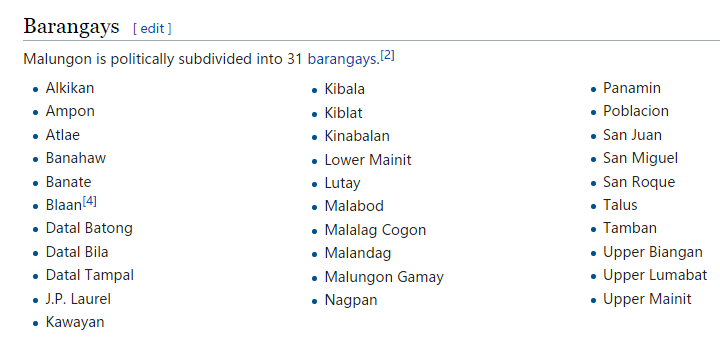 Barangays [ edit ]
Malungon is politically subdivided into 31 barangays.[2]
Alkikan
Ampon
Atlae
Banahaw
Banate
Blaan[4]
Datal Batong
Datal Bila
Datal Tampal
J.P. Laurel
Kawayan
Kibala
Kiblat
Kinabalan
Lower Mainit
Lutay
Malabod
Malalag Cogon
Malandag
Malungon Gamay
Nagpan
Panamin
Poblacion
San Juan
San Miguel
San Roque
Talus
Tamban
Upper Biangan
Upper Lumabat
Upper Mainit